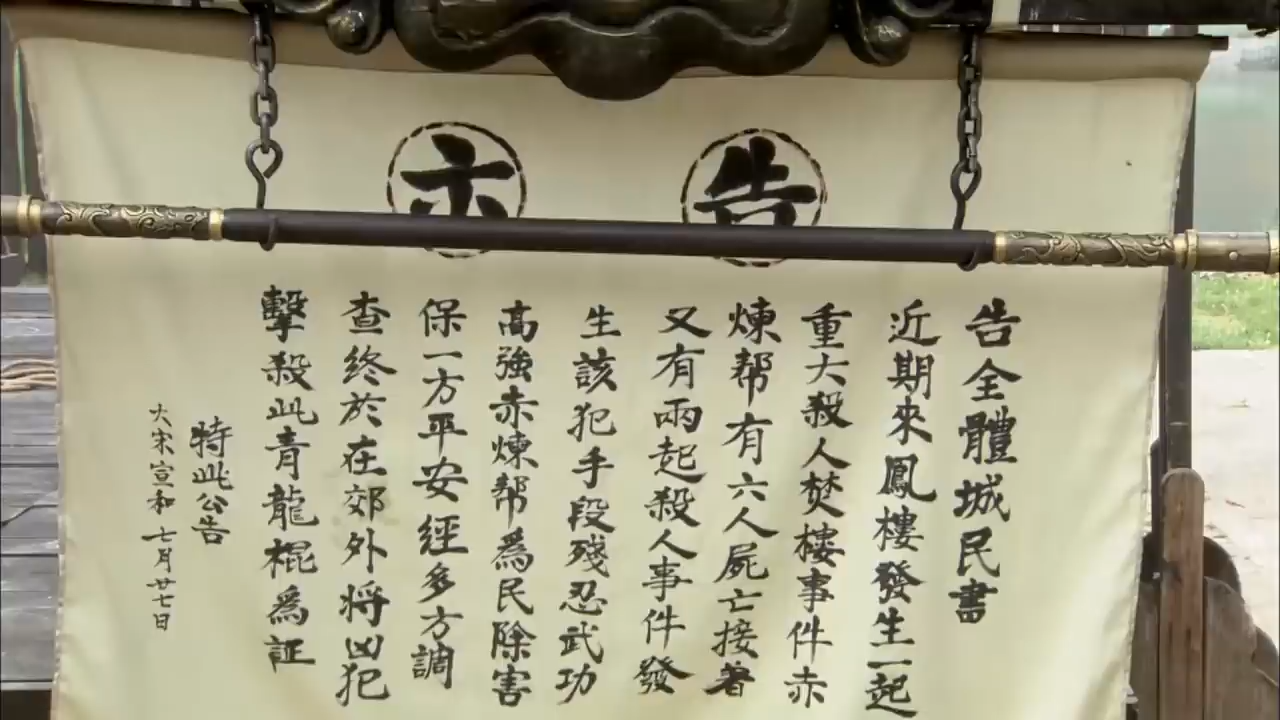 告示
告全體城民書
近期來鳳樓發生一起
重大殺人焚樓事件赤
煉帮有六人屍亡接著
又有兩起殺人事件發
生該犯手段殘忍武功
高強赤煉帮爲民除害
保一方平安經多方調
查終於在郊外將凶犯
擊殺此青龍棍爲証
特此公告
大宋宣和七月廿七日